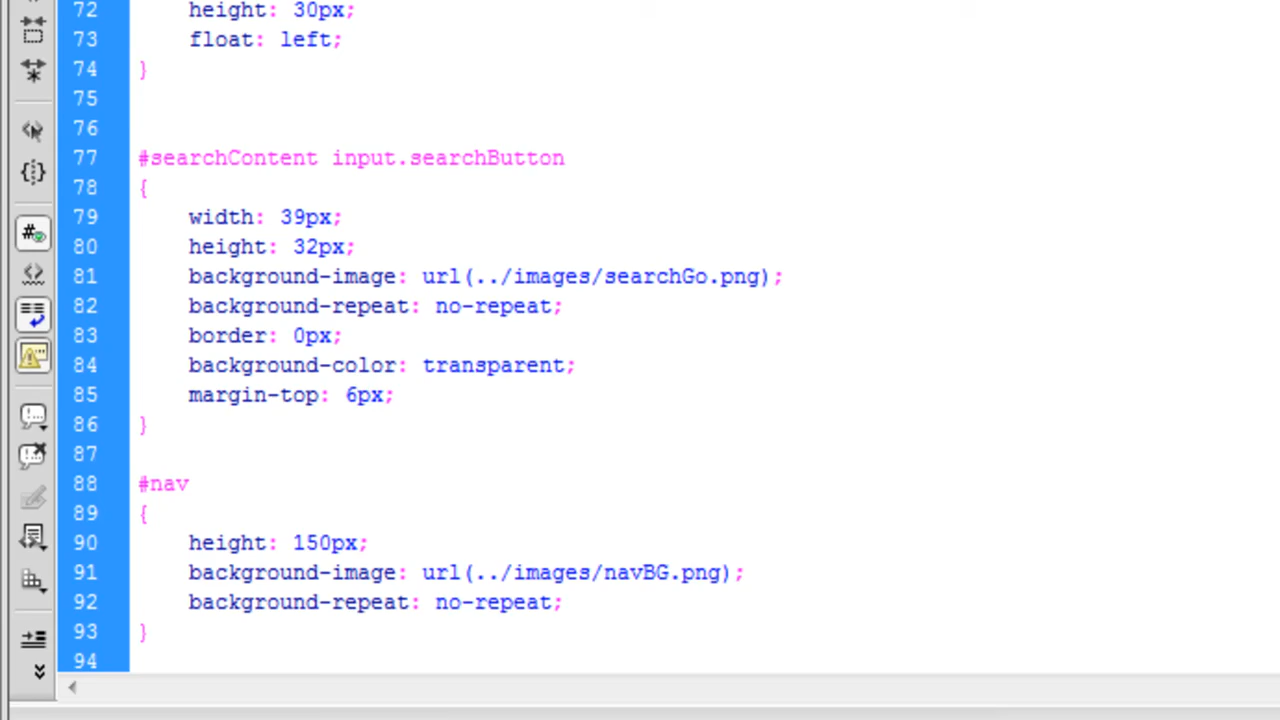 72 height: 30px;
73 float: left;
74 }
75
76
77 #searchContent input.searchButton
78 {
79 width: 39px;
80 height: 32px;
81 background-image: url(../images/searchGo.png);
82 background-repeat: no-repeat;
83 border: 0px;
84 background-color: transparent;
85 margin-top: 6px;
86 }
87
88 #nav
89 {
90 height: 150px;
91 background-image: url(../images/navBG.png);
92 background-repeat: no-repeat;
93 }
94